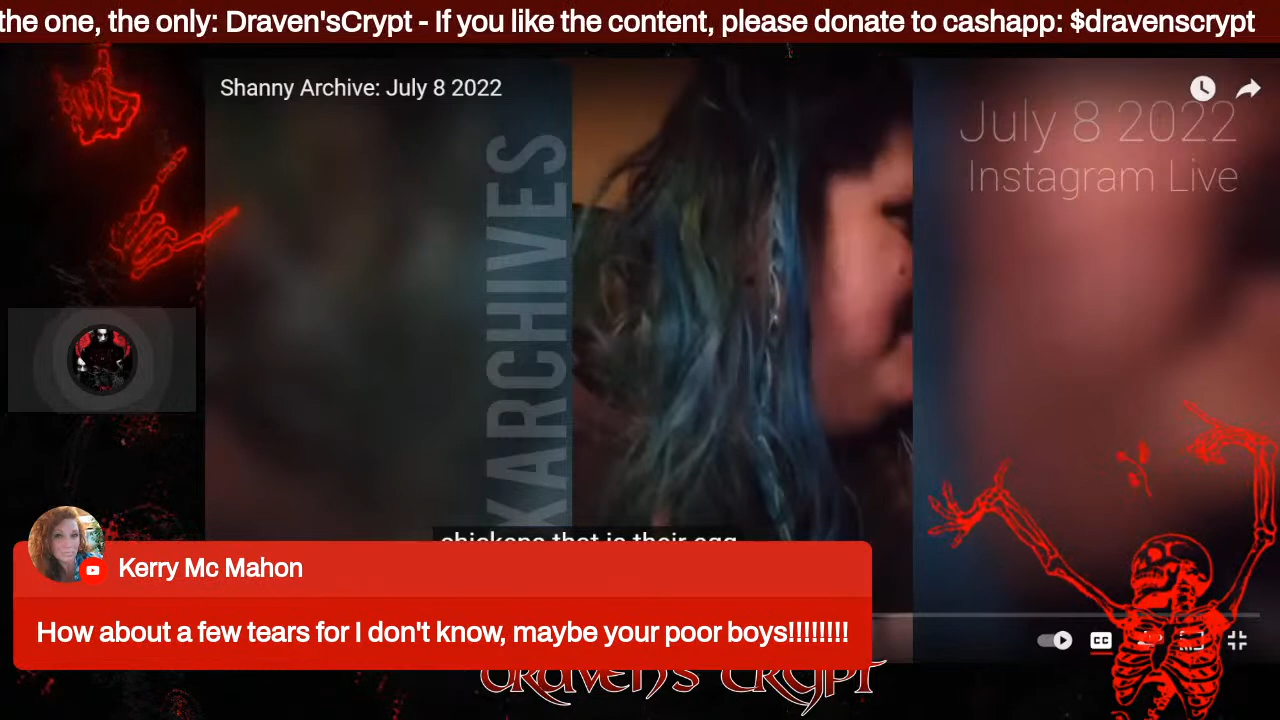 the one, the only: Draven'sCrypt - If you like the content, please donate to cashapp: $dravenscrypt
Shanny Archive: July 8 2022
July 8 2022
Instagram Live
ARCHIVES
chickens that is their egg
Kerry Mc Mahon
How about a few tears for I don't know, maybe your poor boys!!!!!!!!
CC
Draven's Crypt